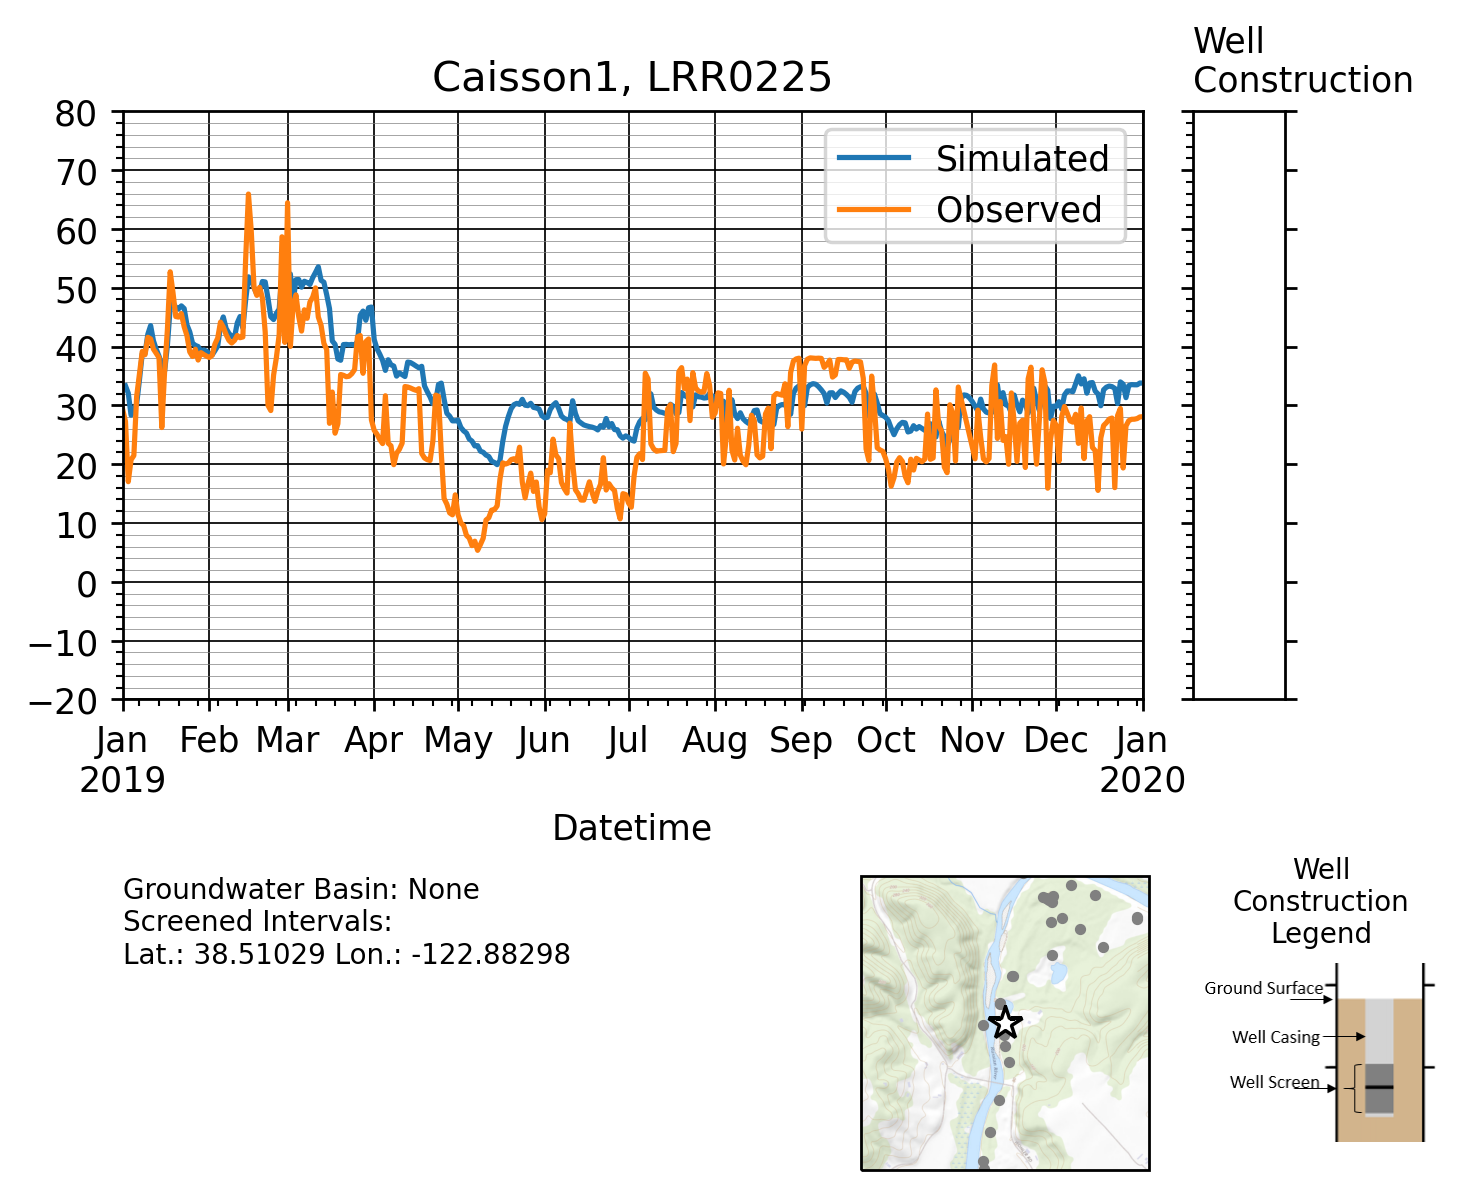 Well
Construction
Caisson1, LRR0225
80
70
60
50
40
30
20
10
0
−10
−20
Simulated
Observed
Jan Feb Mar Apr May Jun Jul Aug Sep Oct Nov Dec Jan
2019 2020
Datetime
Groundwater Basin: None
Screened Intervals:
Lat.: 38.51029 Lon.: -122.88298
Well
Construction
Legend
Ground Surface
Well Casing
Well Screen